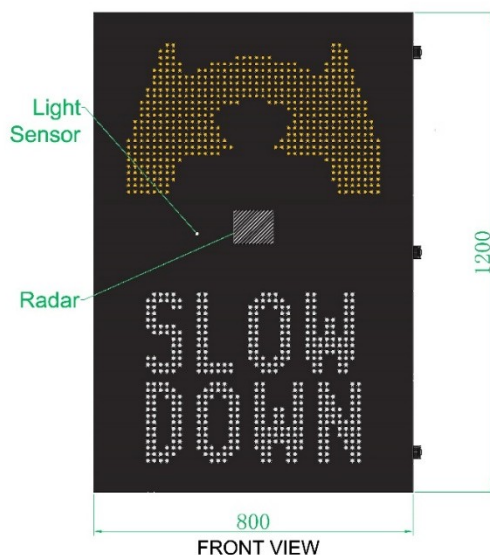 Light
Sensor
Radar
SLOW
DOWN
1200
800
FRONT VIEW